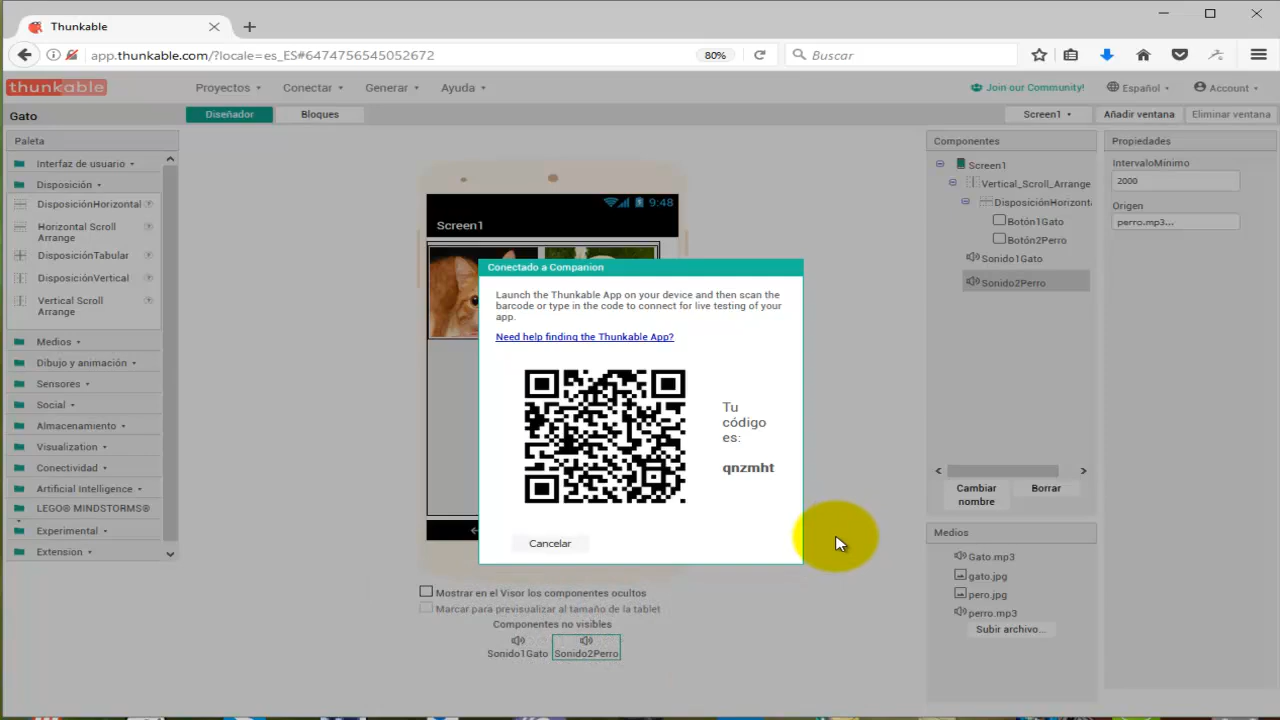 Thunkable
app.thunkable.com/?locale=es_ES#6474756545052672
80%
Buscar
thunkable
Proyectos
Conectar
Generar
Ayuda
Join our Community!
Español
Account
Gato
Diseñador
Bloques
Screen1
Añadir ventana
Eliminar ventana
Paleta
Interfaz de usuario
Disposición
DisposiciónHorizontal
Horizontal Scroll
Arrange
DisposiciónTabular
DisposiciónVertical
Vertical Scroll
Arrange
Medios
Dibujo y animación
Sensores
Social
Almacenamiento
Visualization
Conectividad
Artificial Intelligence
LEGO® MINDSTORMS®
Experimental
Extension
9:48
Screen1
Conectado a Companion
Launch the Thunkable App on your device and then scan the
barcode or type in the code to connect for live testing of your
app.
Need help finding the Thunkable App?
Tu
código
es:
qnzmht
Cancelar
Mostrar en el Visor los componentes ocultos
Marcar para previsualizar al tamaño de la tablet
Componentes no visibles
Sonido1Gato
Sonido2Perro
Componentes
Screen1
Vertical_Scroll_Arrange
DisposiciónHorizont
Botón1Gato
Botón2Perro
Sonido1Gato
Sonido2Perro
Cambiar
nombre
Borrar
Medios
Gato.mp3
gato.jpg
pero.jpg
perro.mp3
Subir archivo...
Propiedades
IntervaloMínimo
2000
Origen
perro.mp3...